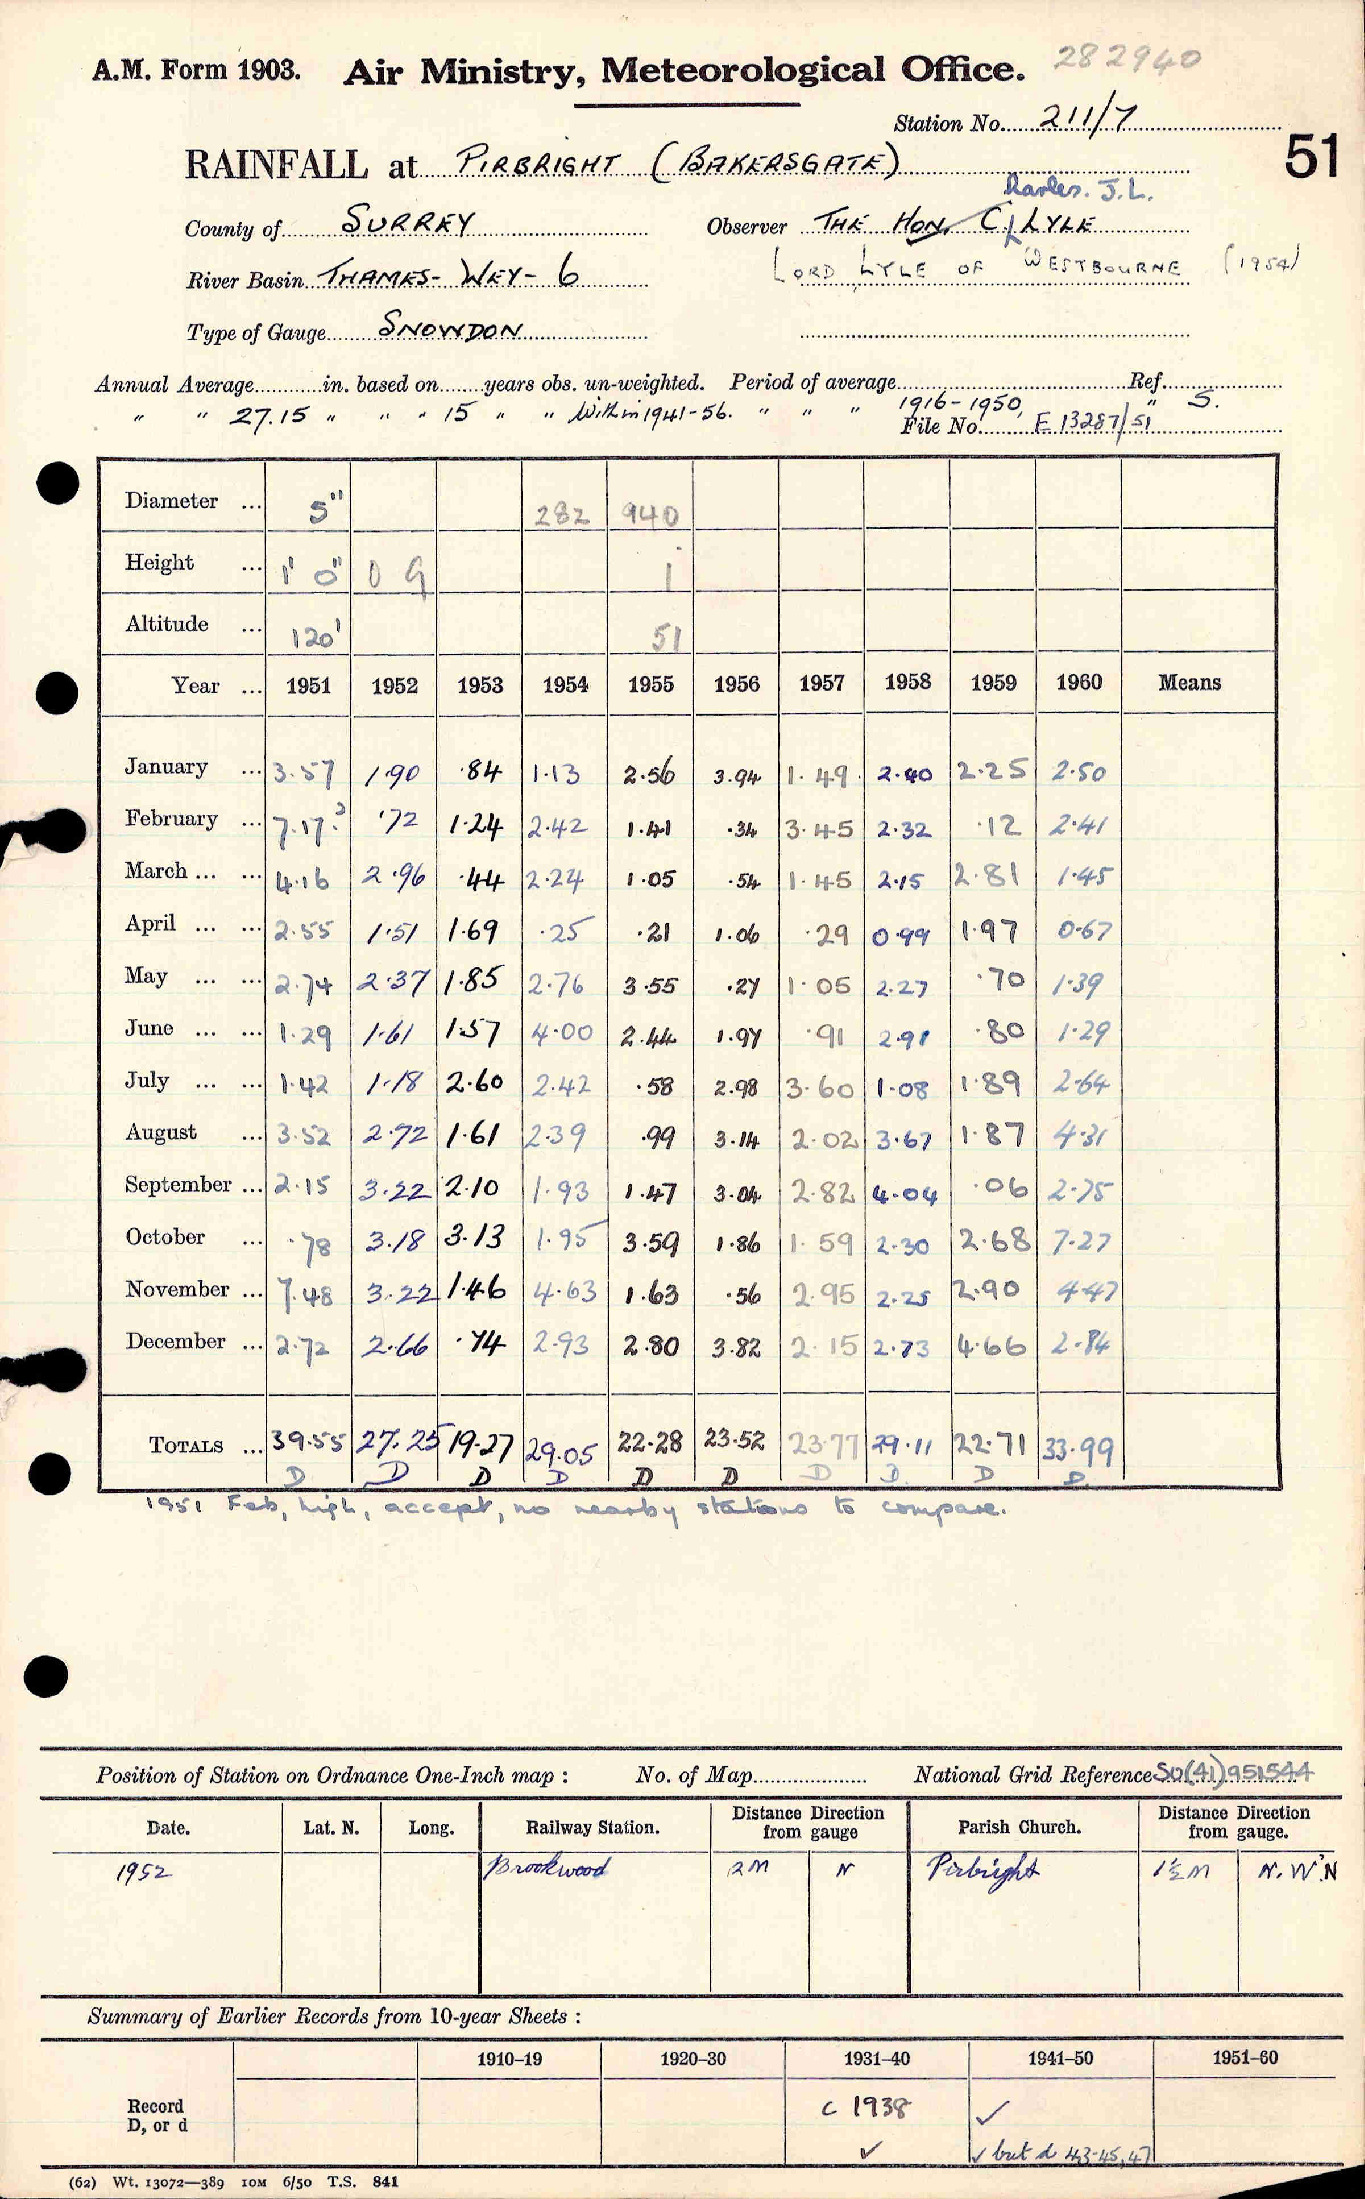 A.M. Form 1903. Air Ministry, Meteorological Office. 282940
Station No. 211/7
51
RAINFALL at PIRBRIGHT (BAKERSGATE)
harles. J.L.
County of SURREY Observer THE HON. C. LYLE
River Basin THAMES - WEY - 6 LORD LYLE OF WESTBOURNE (1954)
Type of Gauge SNOWDON
Annual Average in. based on years obs. un-weighted. Period of average Ref.
" " 27.15 " " " 15 " " Within 1941-56. " " " 1916-1950, " S.
File No. E 13287/51
Diameter ... 5" 282 940
Height ... 1' 0" 0 9 1
Altitude ... 120' 51
Year ... 1951 1952 1953 1954 1955 1956 1957 1958 1959 1960 Means
January ... 3.57 1.90 .84 1.13 2.56 3.94 1.49 2.40 2.25 2.50
February ... 7.17? .72 1.24 2.42 1.41 .34 3.45 2.32 .12 2.41
March ... ... 4.16 2.96 .44 2.24 1.05 .54 1.45 2.15 2.81 1.45
April ... ... 2.55 1.51 1.69 .25 .21 1.06 .29 0.99 1.97 0.67
May ... ... 2.74 2.37 1.85 2.76 3.55 .27 1.05 2.27 .70 1.39
June ... ... 1.29 1.61 1.57 4.00 2.44 1.97 .91 2.91 .80 1.29
July ... ... 1.42 1.18 2.60 2.42 .58 2.98 3.60 1.08 1.89 2.64
August ... 3.52 2.72 1.61 2.39 .99 3.14 2.02 3.67 1.87 4.31
September ... 2.15 3.22 2.10 1.93 1.47 3.04 2.82 4.04 .06 2.75
October ... .78 3.18 3.13 1.95 3.59 1.86 1.59 2.30 2.68 7.27
November ... 7.48 3.22 1.46 4.63 1.63 .56 2.95 2.25 2.90 4.47
December ... 2.72 2.66 .74 2.93 2.80 3.82 2.15 2.73 4.66 2.84
TOTALS ... 39.55 27.25 19.27 29.05 22.28 23.52 23.77 29.11 22.71 33.99
D D D D D D D D D D
1951 Feb, high, accept, no nearby stations to compare.
Position of Station on Ordnance One-Inch map : No. of Map National Grid Reference SU(41)951544
Date. Lat. N. Long. Railway Station. Distance Direction from gauge Parish Church. Distance Direction from gauge.
1952 Brookwood 2M N Pirbright 1½M N.W'N
Summary of Earlier Records from 10-year Sheets :
1910–19 1920–30 1931–40 1941–50 1951–60
Record c 1938 ✓
D, or d ✓ ✓ but d 43-45, 47
(62) Wt. 13072—389 10M 6/50 T.S. 841